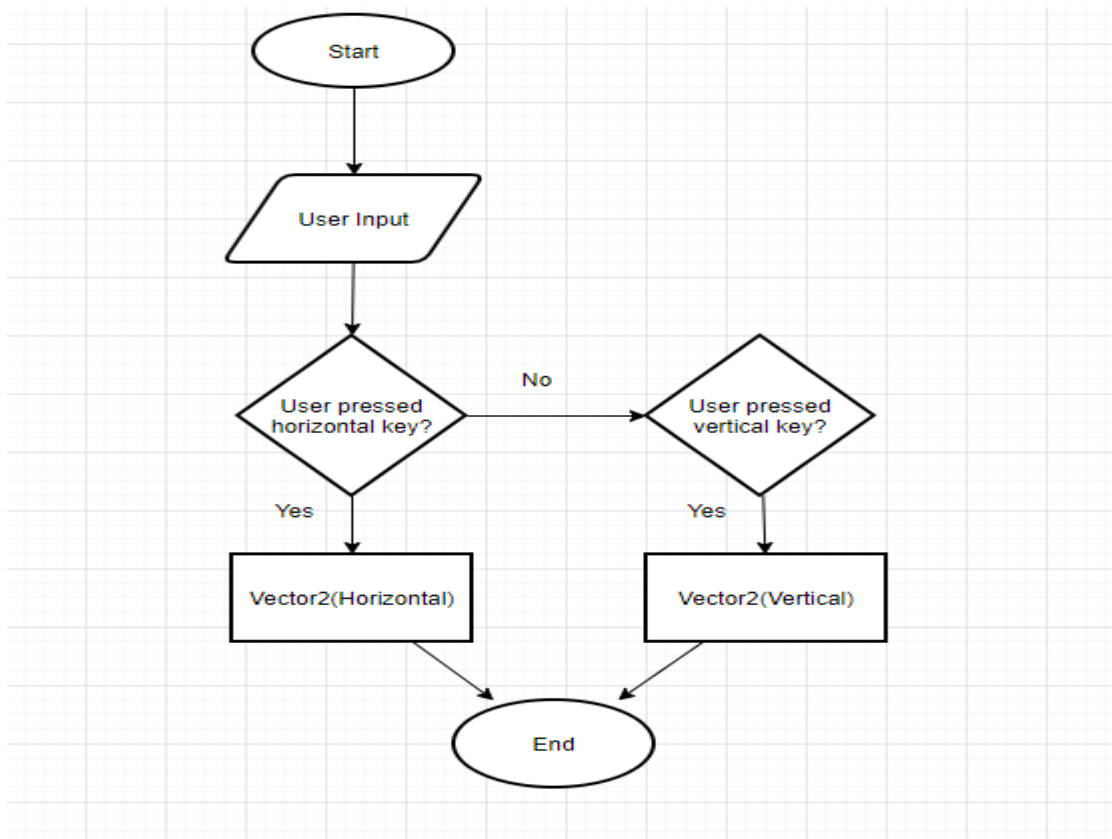 Start
User Input
User pressed
horizontal key?
No
User pressed
vertical key?
Yes
Yes
Vector2(Horizontal)
Vector2(Vertical)
End